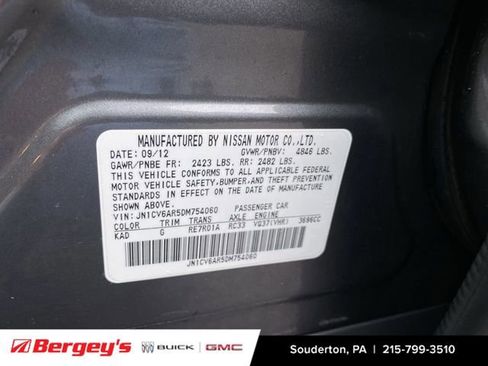 MANUFACTURED BY NISSAN MOTOR CO.,LTD.
DATE: 09/12 GVWR/PNBV: 4846 LBS.
GAWR/PNBE FR: 2423 LBS. RR: 2482 LBS.
THIS VEHICLE CONFORMS TO ALL APPLICABLE FEDERAL
MOTOR VEHICLE SAFETY,BUMPER,AND THEFT PREVENTION
STANDARDS IN EFFECT ON THE DATE OF MANUFACTURE
SHOWN ABOVE.
VIN: JN1CV6AR5DM754060 PASSENGER CAR
COLOR TRIM TRANS AXLE ENGINE
KAD G RE7R01A RC33 VQ37(VHR) 3696CC
JN1CV6AR5DM754060
Bergey's BUICK GMC Souderton, PA | 215-799-3510